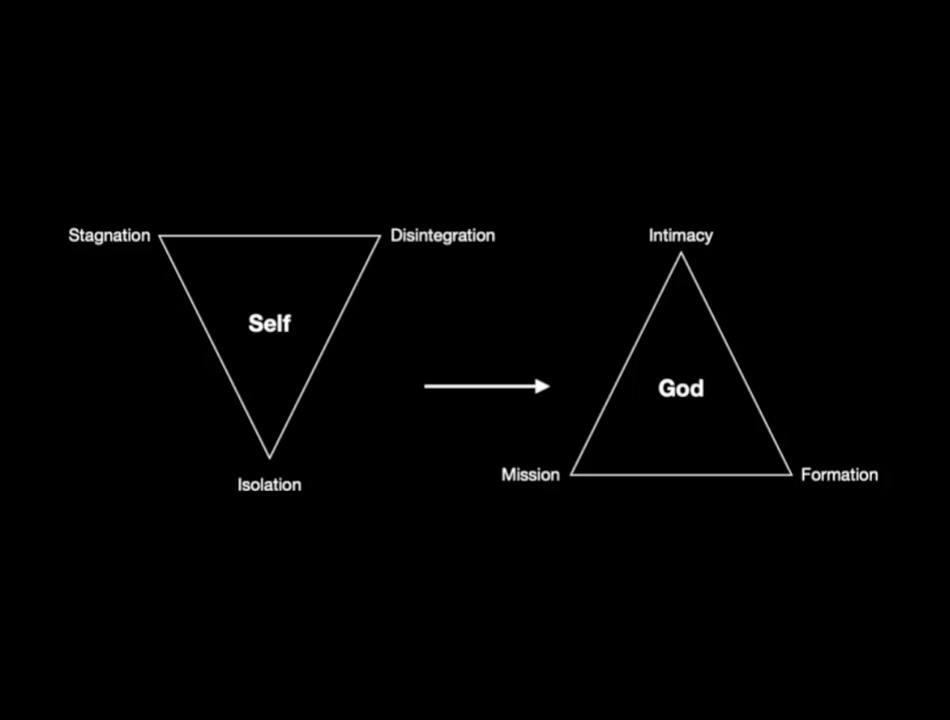 Stagnation
Disintegration
Self
Isolation
Intimacy
God
Mission
Formation